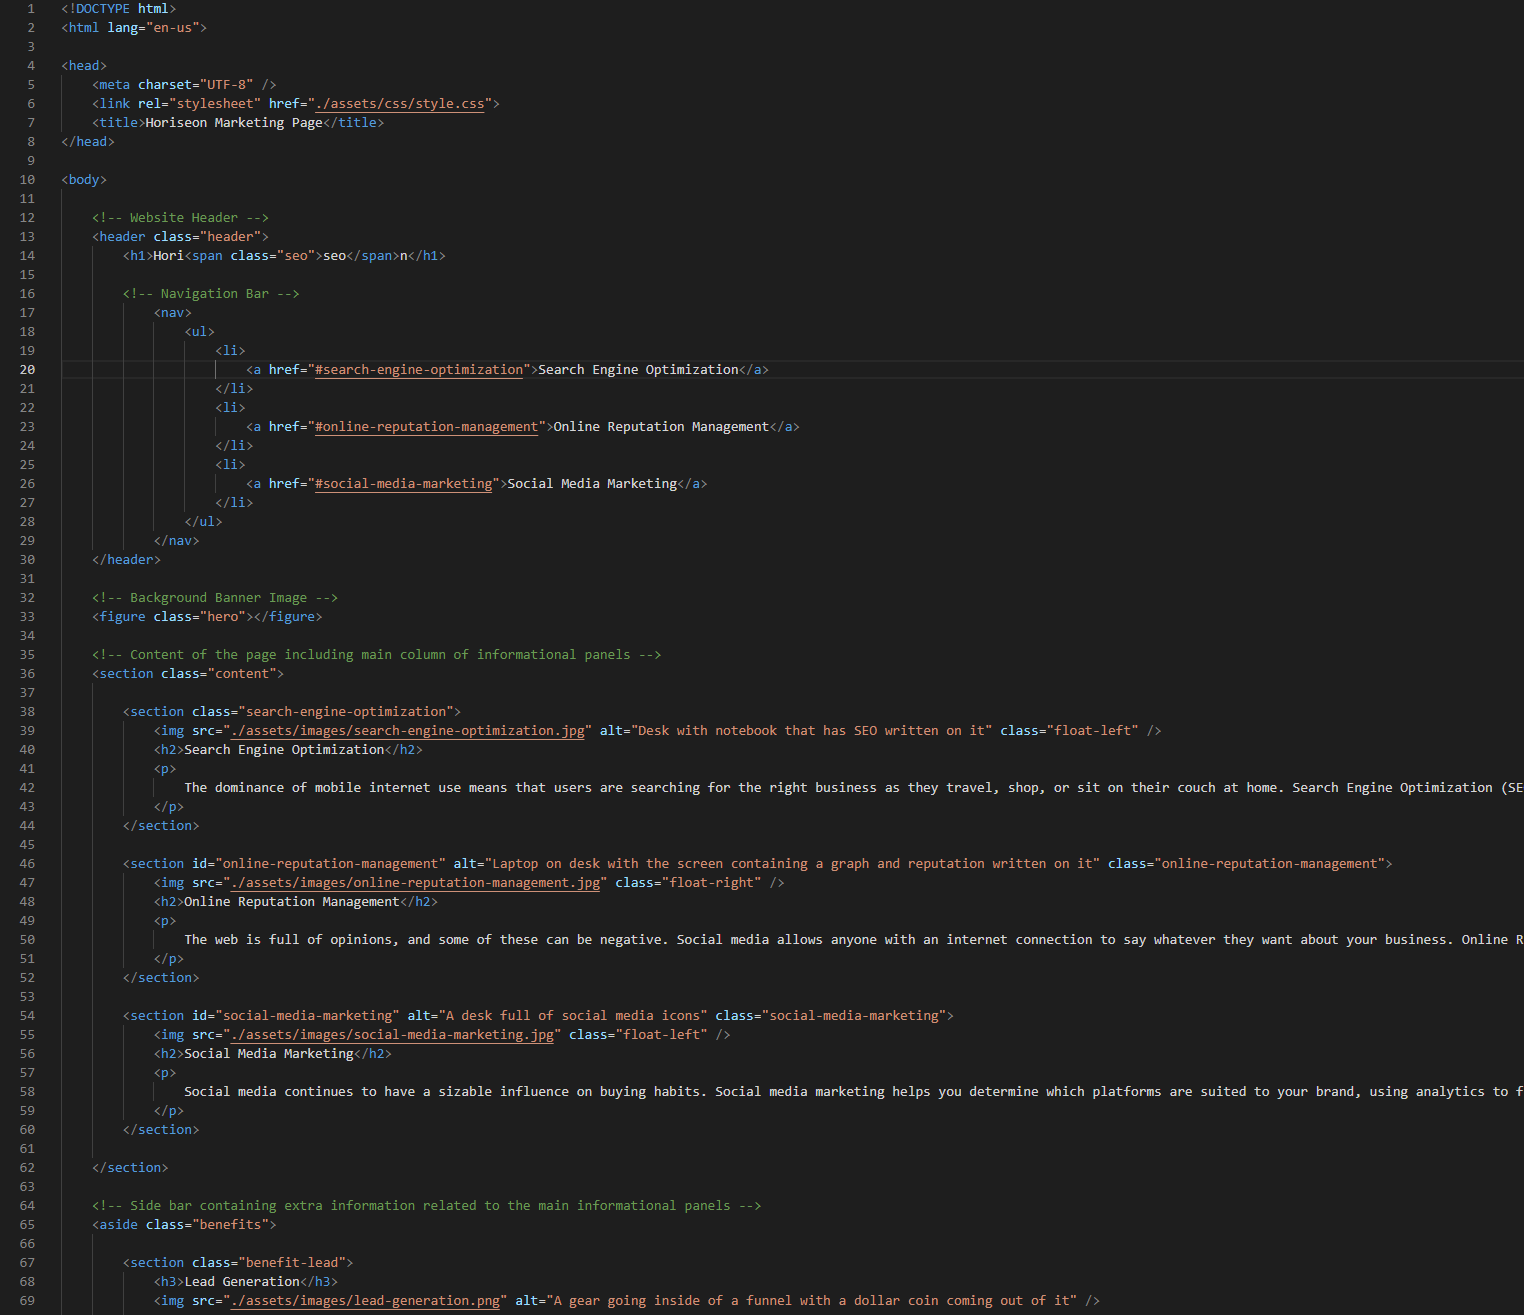 1 <!DOCTYPE html>
2 <html lang="en-us">
3
4 <head>
5 <meta charset="UTF-8" />
6 <link rel="stylesheet" href="./assets/css/style.css">
7 <title>Horiseon Marketing Page</title>
8 </head>
9
10 <body>
11
12 <!-- Website Header -->
13 <header class="header">
14 <h1>Hori<span class="seo">seo</span>n</h1>
15
16 <!-- Navigation Bar -->
17 <nav>
18 <ul>
19 <li>
20 <a href="#search-engine-optimization">Search Engine Optimization</a>
21 </li>
22 <li>
23 <a href="#online-reputation-management">Online Reputation Management</a>
24 </li>
25 <li>
26 <a href="#social-media-marketing">Social Media Marketing</a>
27 </li>
28 </ul>
29 </nav>
30 </header>
31
32 <!-- Background Banner Image -->
33 <figure class="hero"></figure>
34
35 <!-- Content of the page including main column of informational panels -->
36 <section class="content">
37
38 <section class="search-engine-optimization">
39 <img src="./assets/images/search-engine-optimization.jpg" alt="Desk with notebook that has SEO written on it" class="float-left" />
40 <h2>Search Engine Optimization</h2>
41 <p>
42 The dominance of mobile internet use means that users are searching for the right business as they travel, shop, or sit on their couch at home. Search Engine Optimization (SE
43 </p>
44 </section>
45
46 <section id="online-reputation-management" alt="Laptop on desk with the screen containing a graph and reputation written on it" class="online-reputation-management">
47 <img src="./assets/images/online-reputation-management.jpg" class="float-right" />
48 <h2>Online Reputation Management</h2>
49 <p>
50 The web is full of opinions, and some of these can be negative. Social media allows anyone with an internet connection to say whatever they want about your business. Online R
51 </p>
52 </section>
53
54 <section id="social-media-marketing" alt="A desk full of social media icons" class="social-media-marketing">
55 <img src="./assets/images/social-media-marketing.jpg" class="float-left" />
56 <h2>Social Media Marketing</h2>
57 <p>
58 Social media continues to have a sizable influence on buying habits. Social media marketing helps you determine which platforms are suited to your brand, using analytics to f
59 </p>
60 </section>
61
62 </section>
63
64 <!-- Side bar containing extra information related to the main informational panels -->
65 <aside class="benefits">
66
67 <section class="benefit-lead">
68 <h3>Lead Generation</h3>
69 <img src="./assets/images/lead-generation.png" alt="A gear going inside of a funnel with a dollar coin coming out of it" />